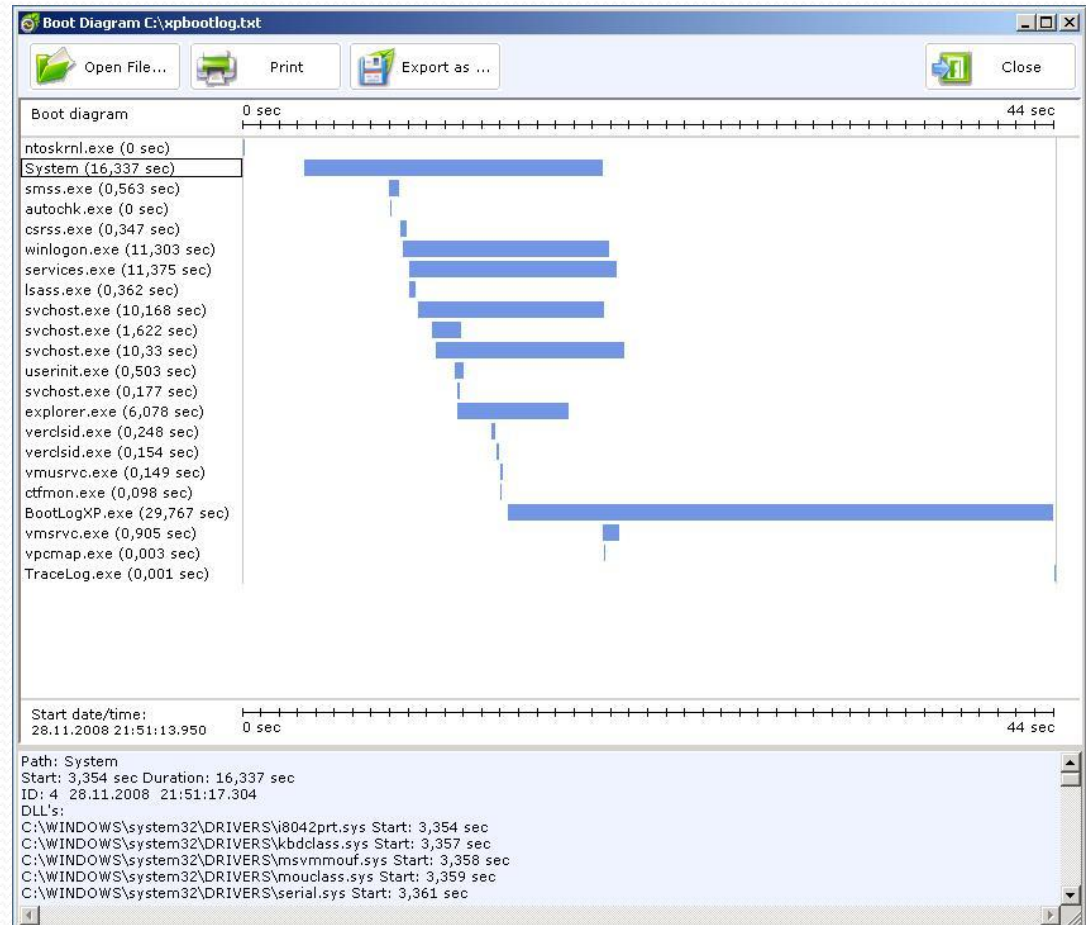 Boot Diagram C:\xpbootlog.txt
Open File...
Print
Export as ...
Close
Boot diagram
0 sec
44 sec
ntoskrnl.exe (0 sec)
System (16,337 sec)
smss.exe (0,563 sec)
autochk.exe (0 sec)
csrss.exe (0,347 sec)
winlogon.exe (11,303 sec)
services.exe (11,375 sec)
lsass.exe (0,362 sec)
svchost.exe (10,168 sec)
svchost.exe (1,622 sec)
svchost.exe (10,33 sec)
userinit.exe (0,503 sec)
svchost.exe (0,177 sec)
explorer.exe (6,078 sec)
verclsid.exe (0,248 sec)
verclsid.exe (0,154 sec)
vmusrvc.exe (0,149 sec)
ctfmon.exe (0,098 sec)
BootLogXP.exe (29,767 sec)
vmsrvc.exe (0,905 sec)
vpcmap.exe (0,003 sec)
TraceLog.exe (0,001 sec)
Start date/time:
28.11.2008 21:51:13.950
0 sec
44 sec
Path: System
Start: 3,354 sec Duration: 16,337 sec
ID: 4 28.11.2008 21:51:17.304
DLL's:
C:\WINDOWS\system32\DRIVERS\i8042prt.sys Start: 3,354 sec
C:\WINDOWS\system32\DRIVERS\kbdclass.sys Start: 3,357 sec
C:\WINDOWS\system32\DRIVERS\msvmmouf.sys Start: 3,358 sec
C:\WINDOWS\system32\DRIVERS\mouclass.sys Start: 3,359 sec
C:\WINDOWS\system32\DRIVERS\serial.sys Start: 3,361 sec